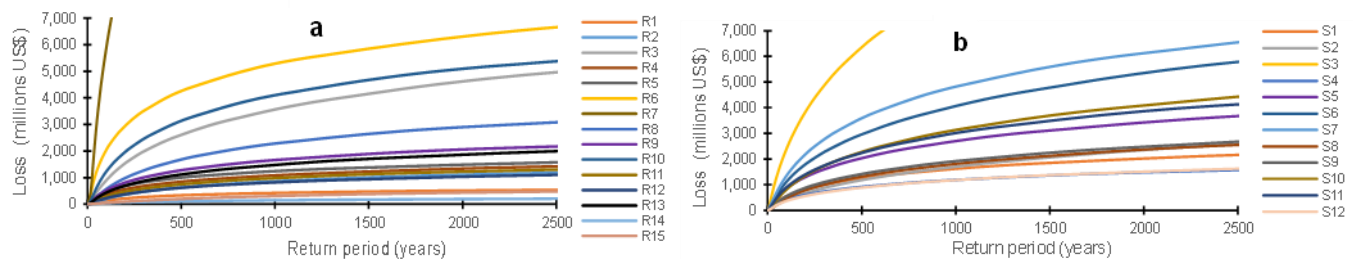 a
Loss (millions US$)
7,000
6,000
5,000
4,000
3,000
2,000
1,000
0
0 500 1000 1500 2000 2500
Return period (years)
R1
R2
R3
R4
R5
R6
R7
R8
R9
R10
R11
R12
R13
R14
R15
b
Loss (millions US$)
7,000
6,000
5,000
4,000
3,000
2,000
1,000
0
0 500 1000 1500 2000 2500
Return period (years)
S1
S2
S3
S4
S5
S6
S7
S8
S9
S10
S11
S12